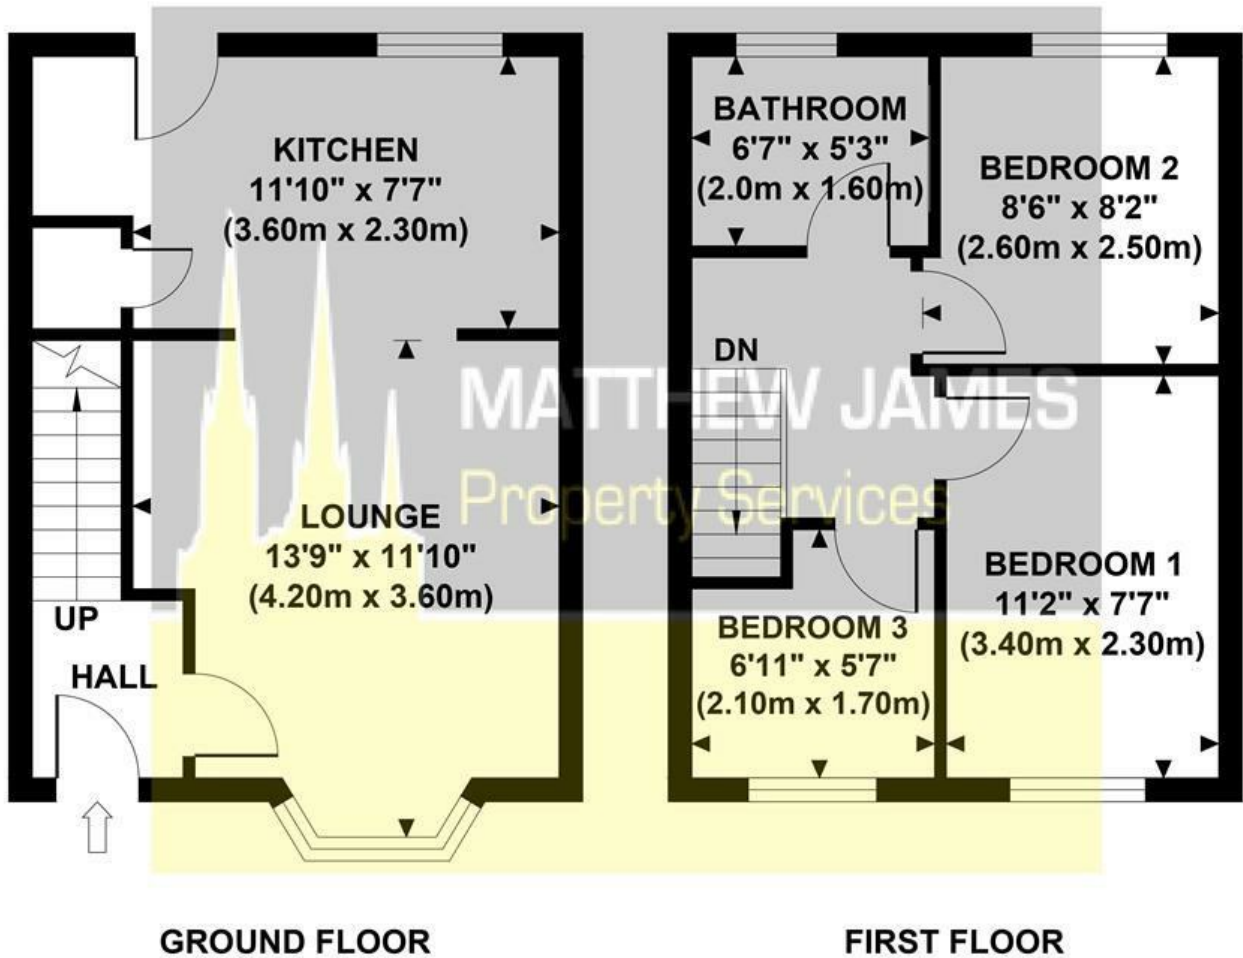 KITCHEN
11'10" x 7'7"
(3.60m x 2.30m)
LOUNGE
13'9" x 11'10"
(4.20m x 3.60m)
UP
HALL
GROUND FLOOR
BATHROOM
6'7" x 5'3"
(2.0m x 1.60m)
BEDROOM 2
8'6" x 8'2"
(2.60m x 2.50m)
DN
MATTHEW JAMES
Property Services
BEDROOM 1
11'2" x 7'7"
(3.40m x 2.30m)
BEDROOM 3
6'11" x 5'7"
(2.10m x 1.70m)
FIRST FLOOR